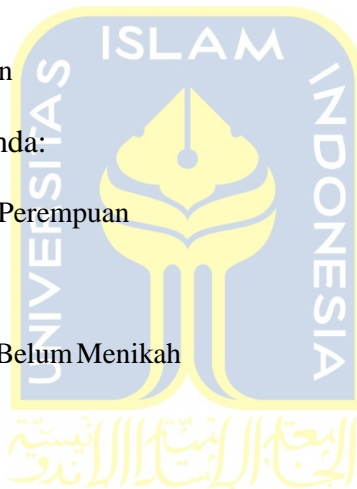 ISLAM
UNIVERSITAS
INDONESIA
n
nda:
Perempuan
Belum Menikah